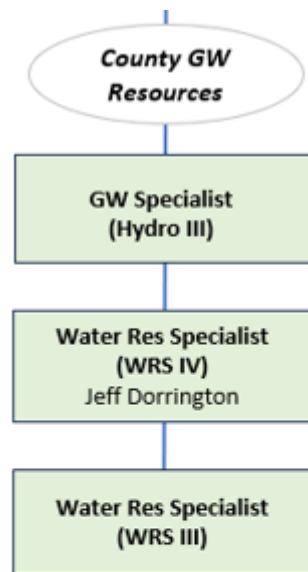 County GW
Resources
GW Specialist
(Hydro III)
Water Res Specialist
(WRS IV)
Jeff Dorrington
Water Res Specialist
(WRS III)